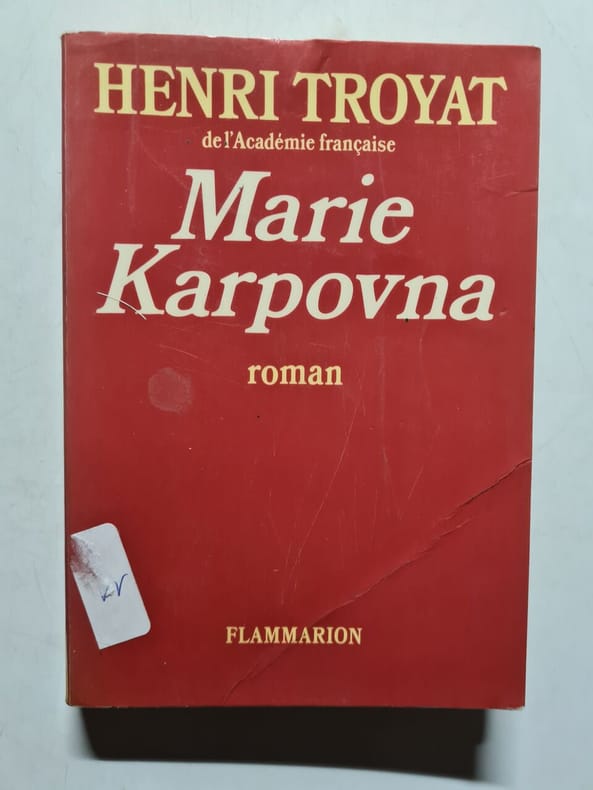 HENRI TROYAT
de l'Académie française
Marie
Karpovna
roman
FLAMMARION